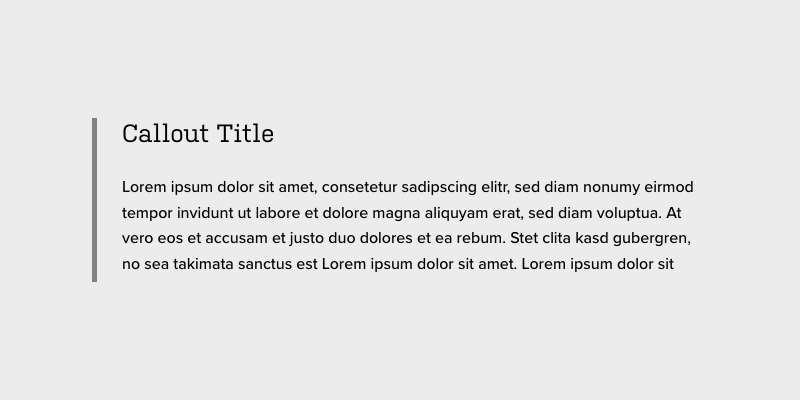 Callout Title
Lorem ipsum dolor sit amet, consetetur sadipscing elitr, sed diam nonumy eirmod
tempor invidunt ut labore et dolore magna aliquyam erat, sed diam voluptua. At
vero eos et accusam et justo duo dolores et ea rebum. Stet clita kasd gubergren,
no sea takimata sanctus est Lorem ipsum dolor sit amet. Lorem ipsum dolor sit